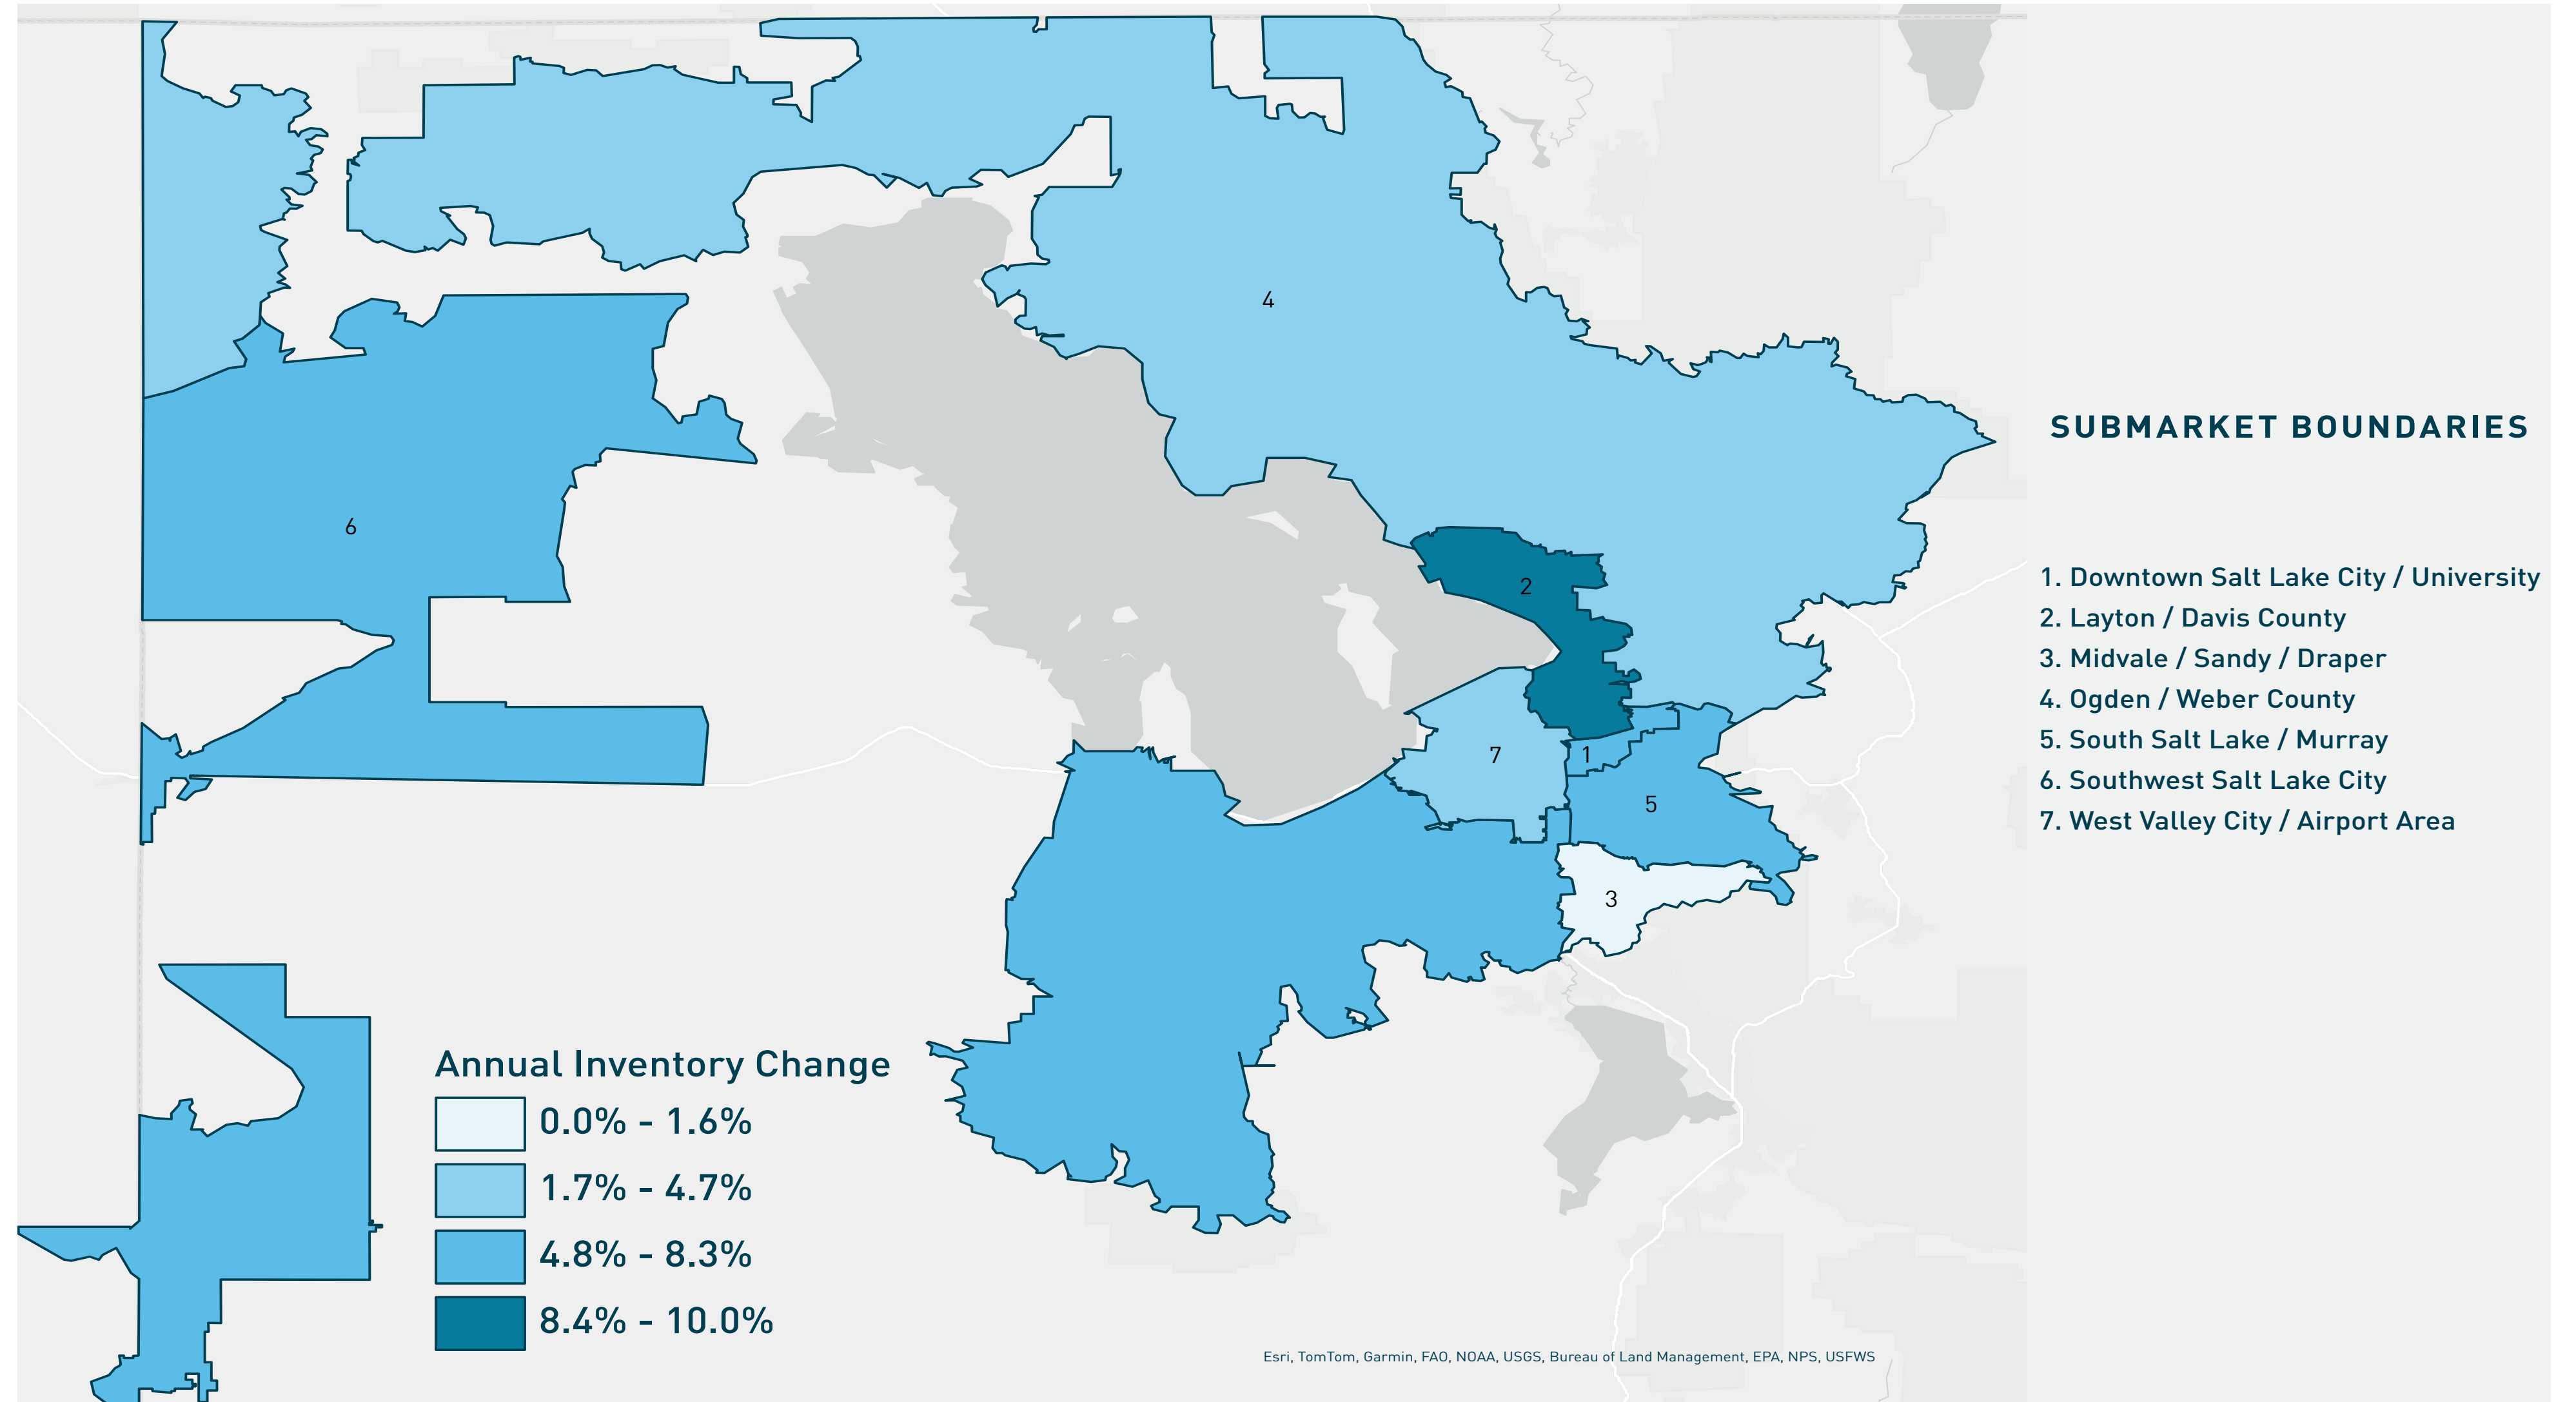 4
6
2
7
1
5
3
SUBMARKET BOUNDARIES
1. Downtown Salt Lake City / University
2. Layton / Davis County
3. Midvale / Sandy / Draper
4. Ogden / Weber County
5. South Salt Lake / Murray
6. Southwest Salt Lake City
7. West Valley City / Airport Area
Annual Inventory Change
0.0% - 1.6%
1.7% - 4.7%
4.8% - 8.3%
8.4% - 10.0%
Esri, TomTom, Garmin, FAO, NOAA, USGS, Bureau of Land Management, EPA, NPS, USFWS